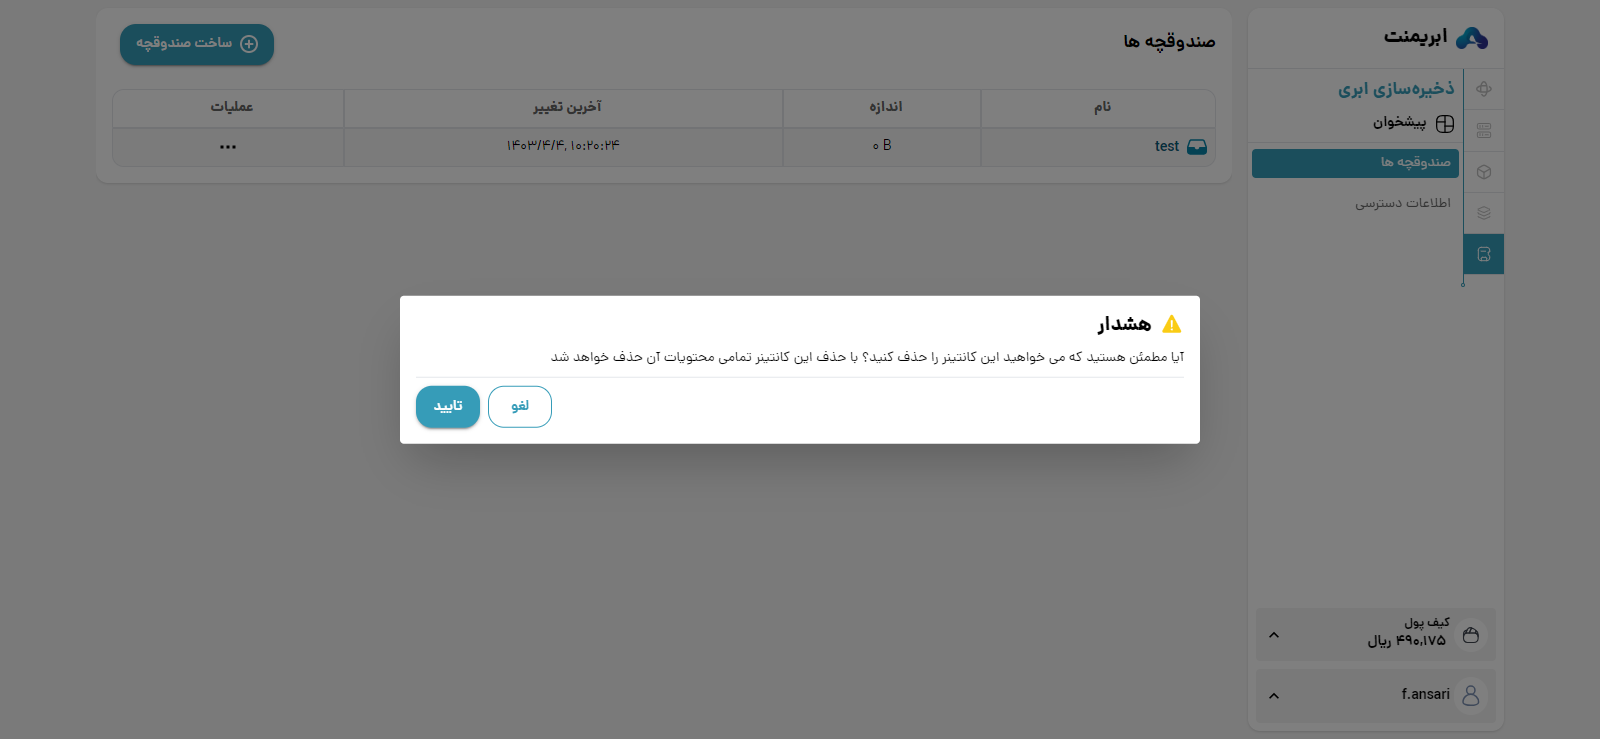 ابریمنت
ذخیره‌سازی ابری
پیشخوان
صندوقچه ها
اطلاعات دسترسی
کیف پول
۴۹۰,۱۷۵ ریال
f.ansari
صندوقچه ها
ساخت صندوقچه
نام اندازه آخرین تغییر عملیات
test ۰ B ۱۴۰۳/۴/۴, ۱۰:۲۰:۲۴
هشدار
آیا مطمئن هستید که می خواهید این کانتینر را حذف کنید؟ با حذف این کانتینر تمامی محتویات آن حذف خواهد شد
لغو
تایید